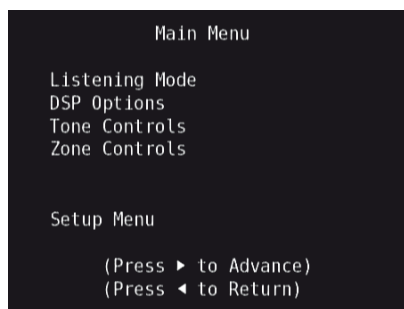 Main Menu
Listening Mode
DSP Options
Tone Controls
Zone Controls
Setup Menu
(Press ► to Advance)
(Press ◄ to Return)